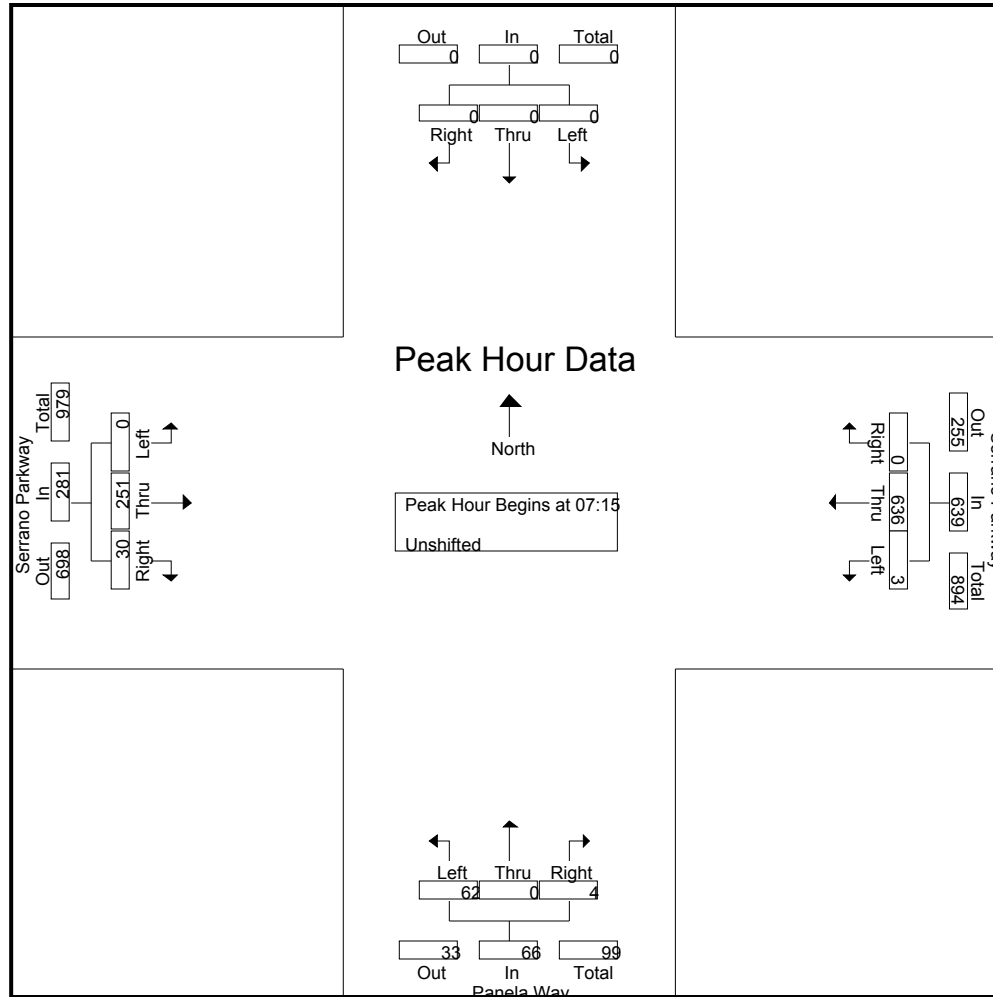 Out In Total
0 0 0
0 0 0
Right Thru Left
Peak Hour Data
North
Peak Hour Begins at 07:15
Unshifted
Serrano Parkway
Total In Out
979 281 698
0 251 30
Left Thru Right
Right Thru Left
0 636 3
Out In Total
255 639 894
Left Thru Right
62 0 4
33 66 99
Out In Total
Panela Way